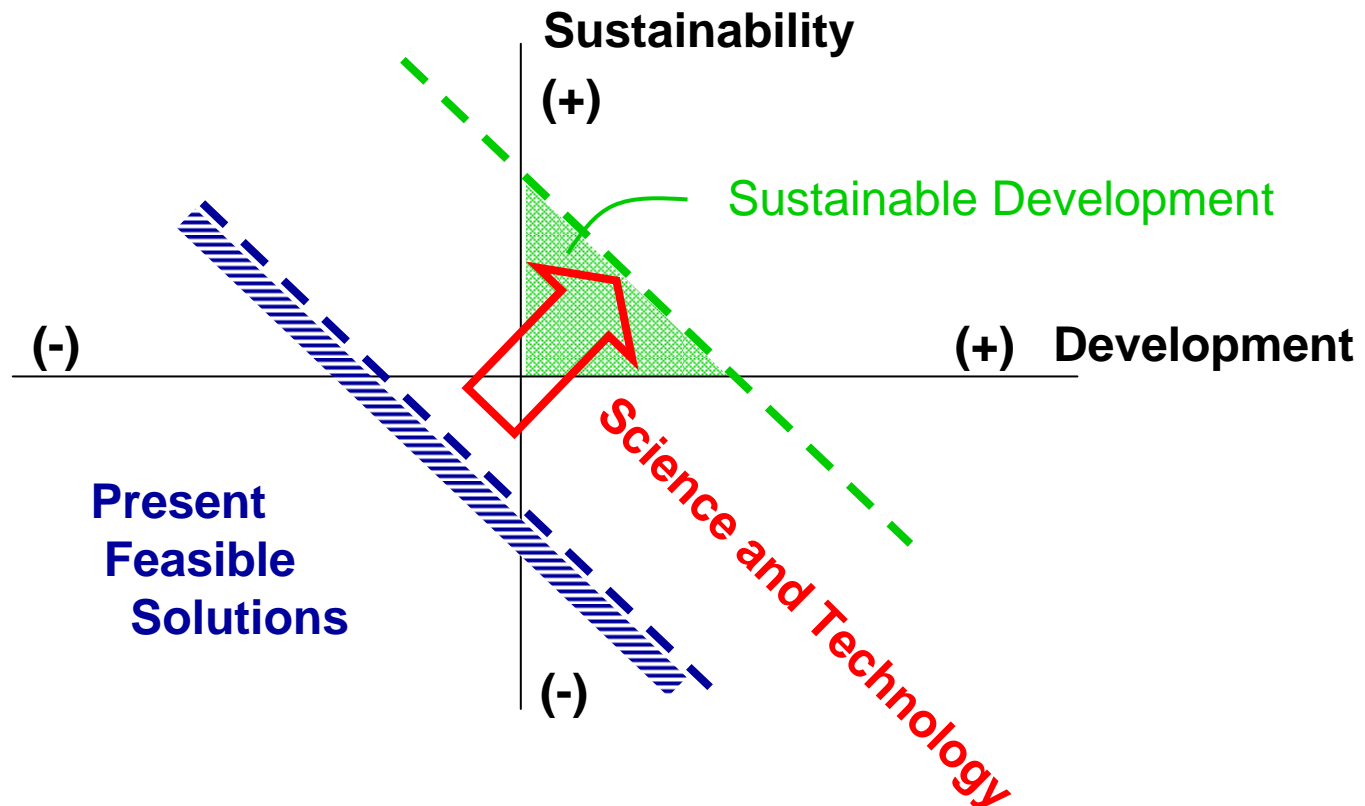 Sustainability
(+)
Sustainable Development
(-)
(+) Development
Science and Technology
Present
Feasible
Solutions
(-)